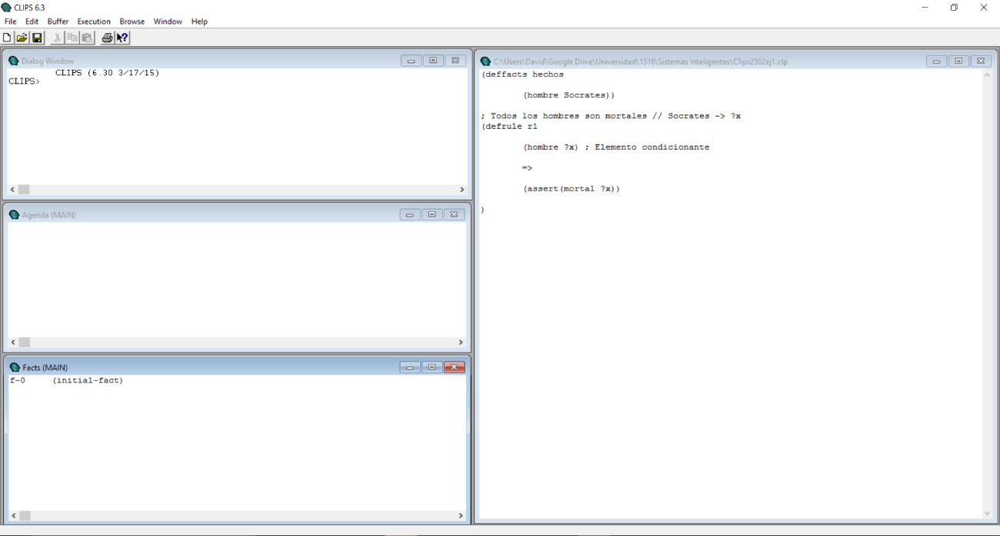 CLIPS 6.3
File Edit Buffer Execution Browse Window Help
Dialog Window
CLIPS (6.30 3/17/15)
CLIPS>
Agenda (MAIN)
Facts (MAIN)
f-0 (initial-fact)
C:\Users\David\Google Drive\Universidad\1516\Sistemas Inteligentes\Clips2502ej1.clp
(deffacts hechos
(hombre Socrates))
; Todos los hombres son mortales // Socrates -> ?x
(defrule r1
(hombre ?x) ; Elemento condicionante
=>
(assert(mortal ?x))
)